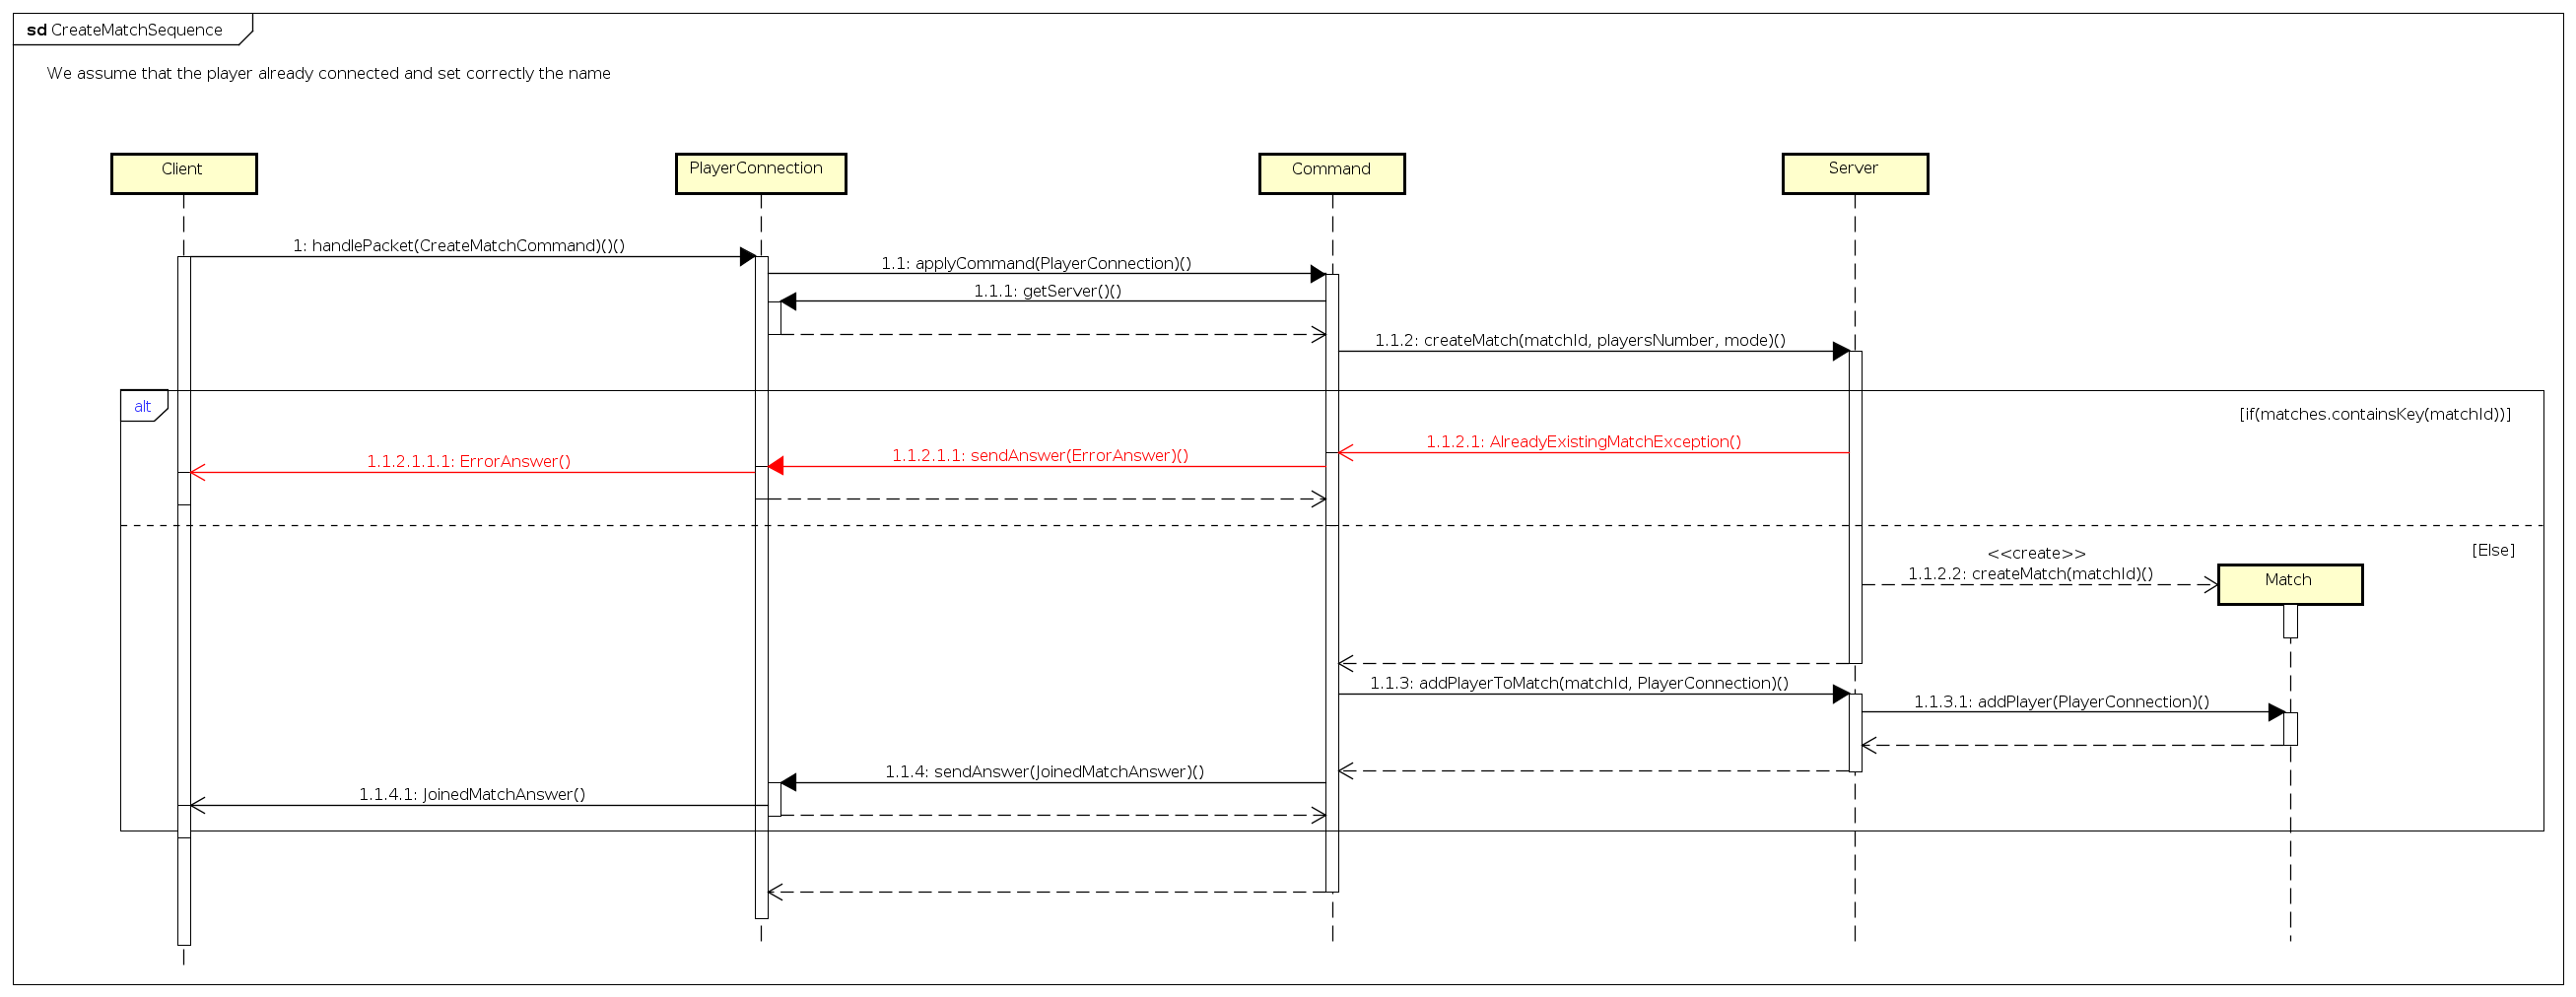 sd CreateMatchSequence
We assume that the player already connected and set correctly the name
Client
PlayerConnection
Command
Server
1: handlePacket(CreateMatchCommand)()()
1.1: applyCommand(PlayerConnection)()
1.1.1: getServer()()
1.1.2: createMatch(matchId, playersNumber, mode)()
alt
[if(matches.containsKey(matchId))]
1.1.2.1: AlreadyExistingMatchException()
1.1.2.1.1: sendAnswer(ErrorAnswer)()
1.1.2.1.1.1: ErrorAnswer()
[Else]
<<create>>
1.1.2.2: createMatch(matchId)()
Match
1.1.3: addPlayerToMatch(matchId, PlayerConnection)()
1.1.3.1: addPlayer(PlayerConnection)()
1.1.4: sendAnswer(JoinedMatchAnswer)()
1.1.4.1: JoinedMatchAnswer()